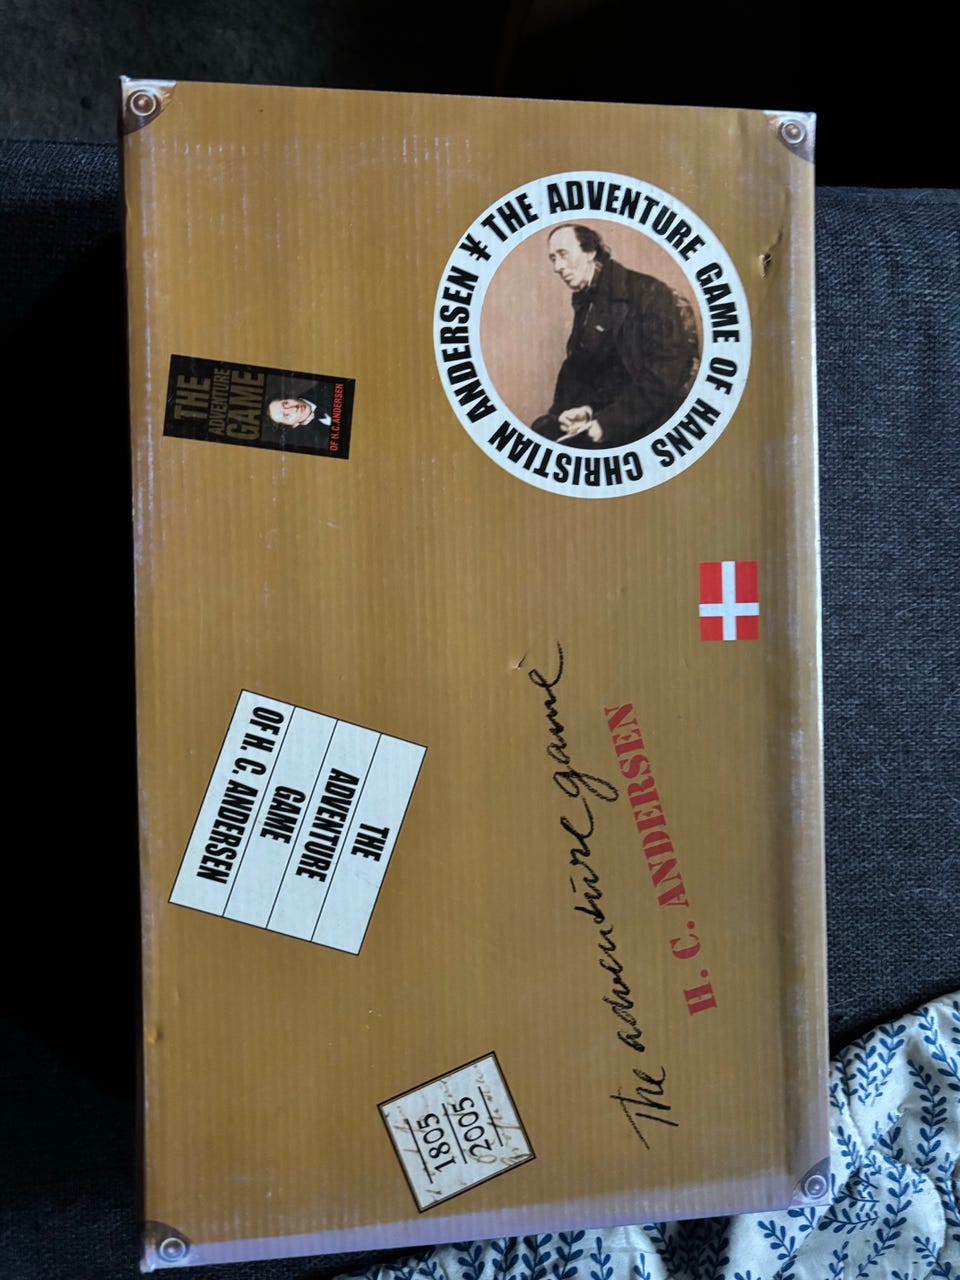 THE ADVENTURE GAME OF HANS CHRISTIAN ANDERSEN
THE
ADVENTURE
GAME
OF H.C.ANDERSEN
The adventure game
H. C. ANDERSEN
THE
ADVENTURE
GAME
OF H. C. ANDERSEN
1805
2005